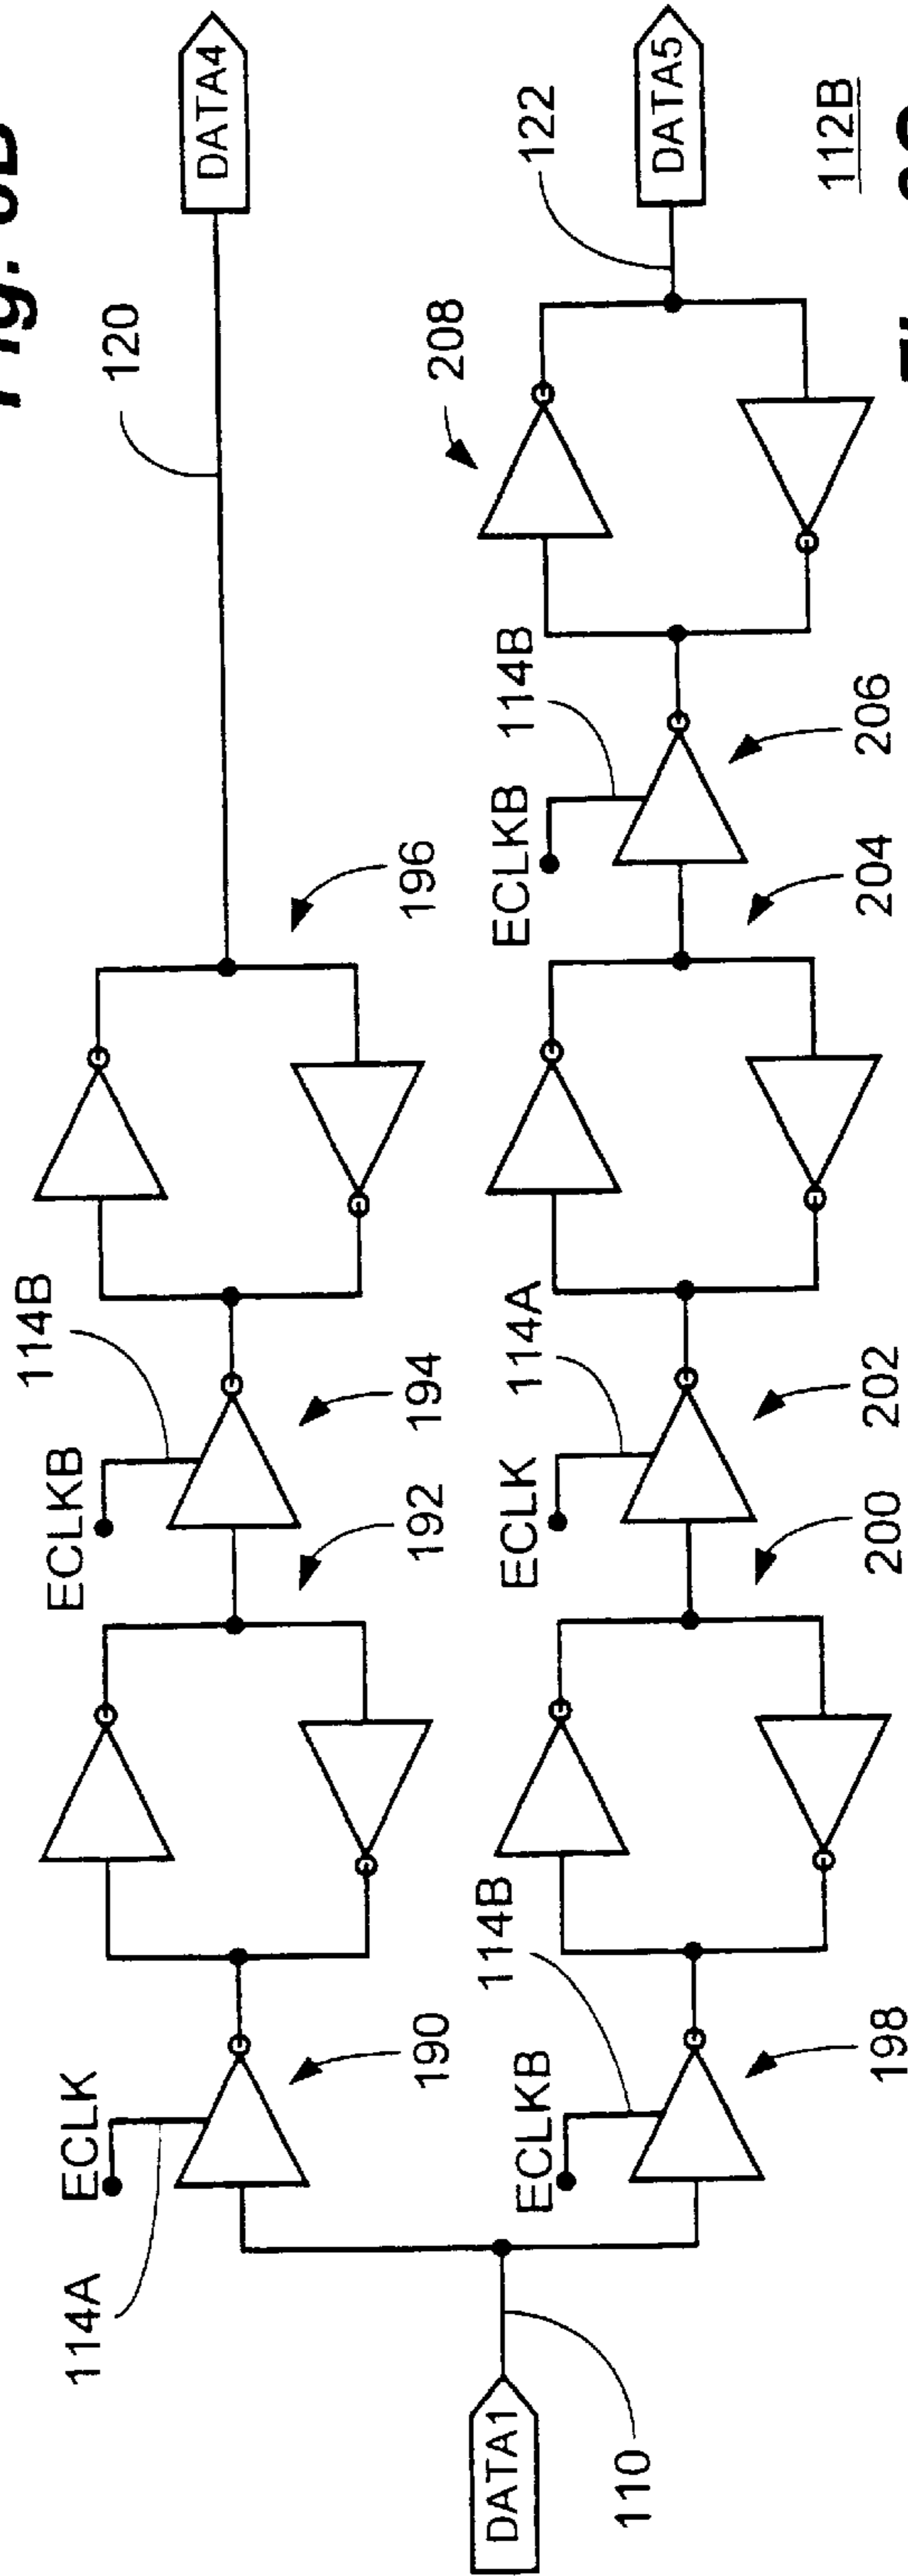 Fig.
114A
ECLK
190
192
ECLKB
114B
194
196
120
DATA4
DATA1
110
ECLKB
114B
198
200
ECLK
114A
202
204
ECLKB
114B
206
208
122
DATA5
112B